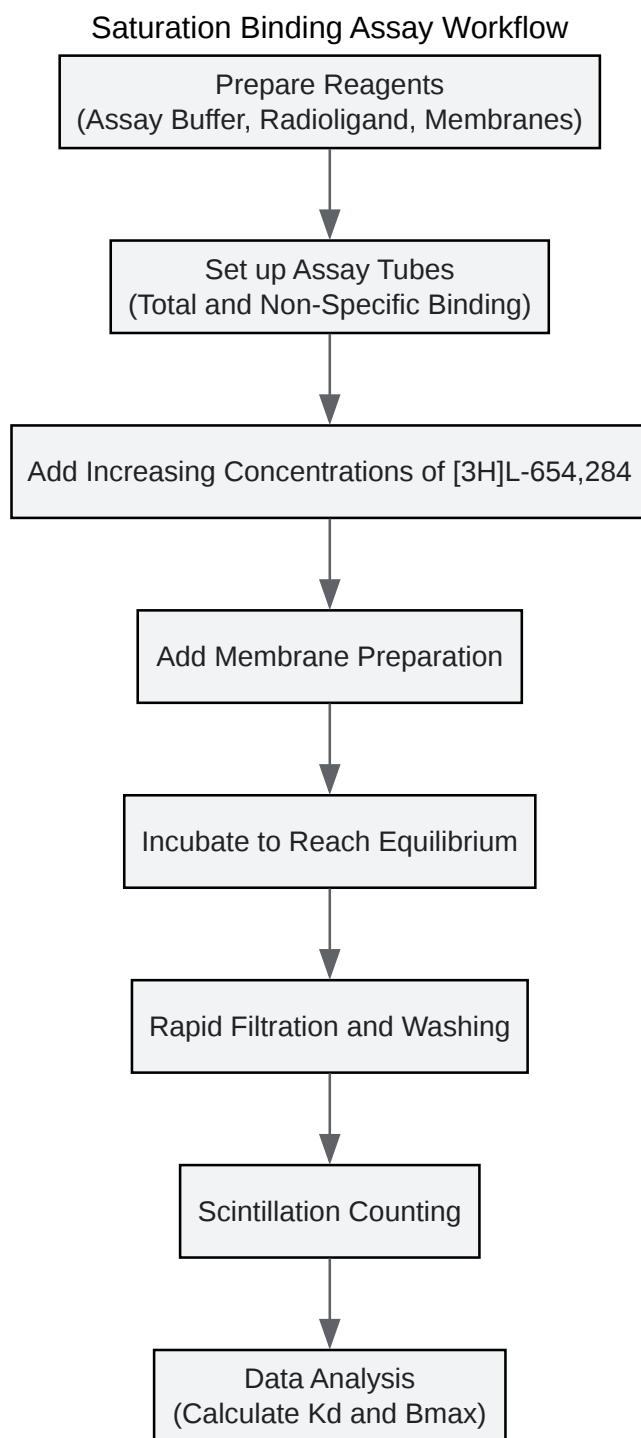 Saturation Binding Assay Workflow
Prepare Reagents
(Assay Buffer, Radioligand, Membranes)
Set up Assay Tubes
(Total and Non-Specific Binding)
Add Increasing Concentrations of [3H]L-654,284
Add Membrane Preparation
Incubate to Reach Equilibrium
Rapid Filtration and Washing
Scintillation Counting
Data Analysis
(Calculate Kd and Bmax)